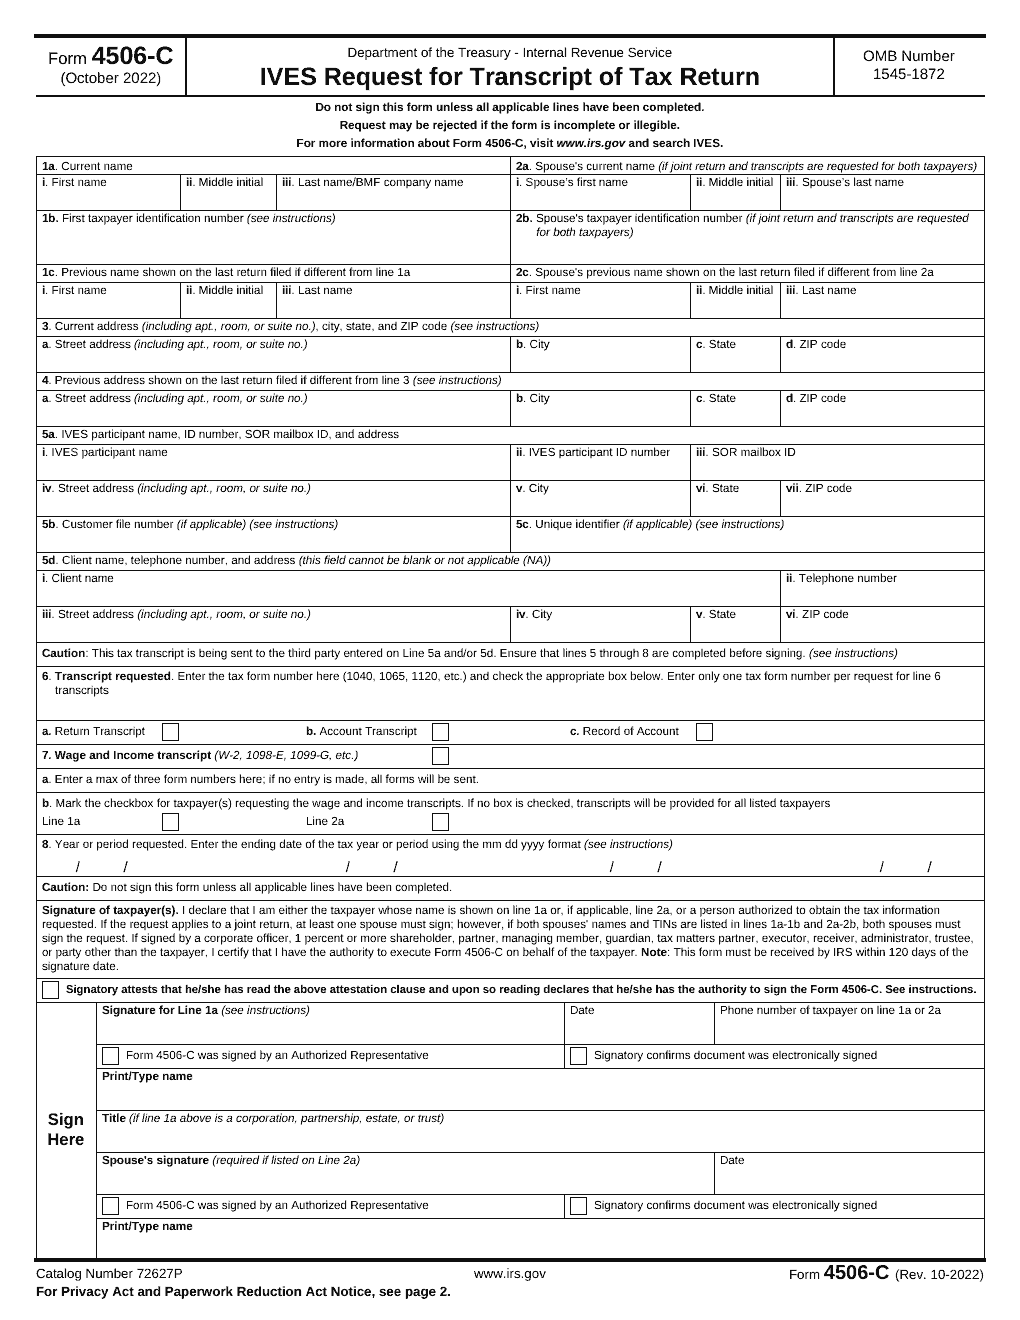 Form 4506-C
(October 2022)
Department of the Treasury - Internal Revenue Service
IVES Request for Transcript of Tax Return
OMB Number
1545-1872
Do not sign this form unless all applicable lines have been completed.
Request may be rejected if the form is incomplete or illegible.
For more information about Form 4506-C, visit www.irs.gov and search IVES.
1a. Current name
2a. Spouse's current name (if joint return and transcripts are requested for both taxpayers)
i. First name
ii. Middle initial
iii. Last name/BMF company name
i. Spouse's first name
ii. Middle initial
iii. Spouse's last name
1b. First taxpayer identification number (see instructions)
2b. Spouse's taxpayer identification number (if joint return and transcripts are requested
for both taxpayers)
1c. Previous name shown on the last return filed if different from line 1a
2c. Spouse's previous name shown on the last return filed if different from line 2a
i. First name
ii. Middle initial
iii. Last name
i. First name
ii. Middle initial
iii. Last name
3. Current address (including apt., room, or suite no.), city, state, and ZIP code (see instructions)
a. Street address (including apt., room, or suite no.)
b. City
c. State
d. ZIP code
4. Previous address shown on the last return filed if different from line 3 (see instructions)
a. Street address (including apt., room, or suite no.)
b. City
c. State
d. ZIP code
5a. IVES participant name, ID number, SOR mailbox ID, and address
i. IVES participant name
ii. IVES participant ID number
iii. SOR mailbox ID
iv. Street address (including apt., room, or suite no.)
v. City
vi. State
vii. ZIP code
5b. Customer file number (if applicable) (see instructions)
5c. Unique identifier (if applicable) (see instructions)
5d. Client name, telephone number, and address (this field cannot be blank or not applicable (NA))
i. Client name
ii. Telephone number
iii. Street address (including apt., room, or suite no.)
iv. City
v. State
vi. ZIP code
Caution: This tax transcript is being sent to the third party entered on Line 5a and/or 5d. Ensure that lines 5 through 8 are completed before signing. (see instructions)
6. Transcript requested. Enter the tax form number here (1040, 1065, 1120, etc.) and check the appropriate box below. Enter only one tax form number per request for line 6
transcripts
a. Return Transcript
b. Account Transcript
c. Record of Account
7. Wage and Income transcript (W-2, 1098-E, 1099-G, etc.)
a. Enter a max of three form numbers here; if no entry is made, all forms will be sent.
b. Mark the checkbox for taxpayer(s) requesting the wage and income transcripts. If no box is checked, transcripts will be provided for all listed taxpayers
Line 1a
Line 2a
8. Year or period requested. Enter the ending date of the tax year or period using the mm dd yyyy format (see instructions)
/ / / / / / / /
Caution: Do not sign this form unless all applicable lines have been completed.
Signature of taxpayer(s). I declare that I am either the taxpayer whose name is shown on line 1a or, if applicable, line 2a, or a person authorized to obtain the tax information
requested. If the request applies to a joint return, at least one spouse must sign; however, if both spouses' names and TINs are listed in lines 1a-1b and 2a-2b, both spouses must
sign the request. If signed by a corporate officer, 1 percent or more shareholder, partner, managing member, guardian, tax matters partner, executor, receiver, administrator, trustee,
or party other than the taxpayer, I certify that I have the authority to execute Form 4506-C on behalf of the taxpayer. Note: This form must be received by IRS within 120 days of the
signature date.
Signatory attests that he/she has read the above attestation clause and upon so reading declares that he/she has the authority to sign the Form 4506-C. See instructions.
Sign
Here
Signature for Line 1a (see instructions)
Date
Phone number of taxpayer on line 1a or 2a
Form 4506-C was signed by an Authorized Representative
Signatory confirms document was electronically signed
Print/Type name
Title (if line 1a above is a corporation, partnership, estate, or trust)
Spouse's signature (required if listed on Line 2a)
Date
Form 4506-C was signed by an Authorized Representative
Signatory confirms document was electronically signed
Print/Type name
Catalog Number 72627P
www.irs.gov
Form 4506-C (Rev. 10-2022)
For Privacy Act and Paperwork Reduction Act Notice, see page 2.